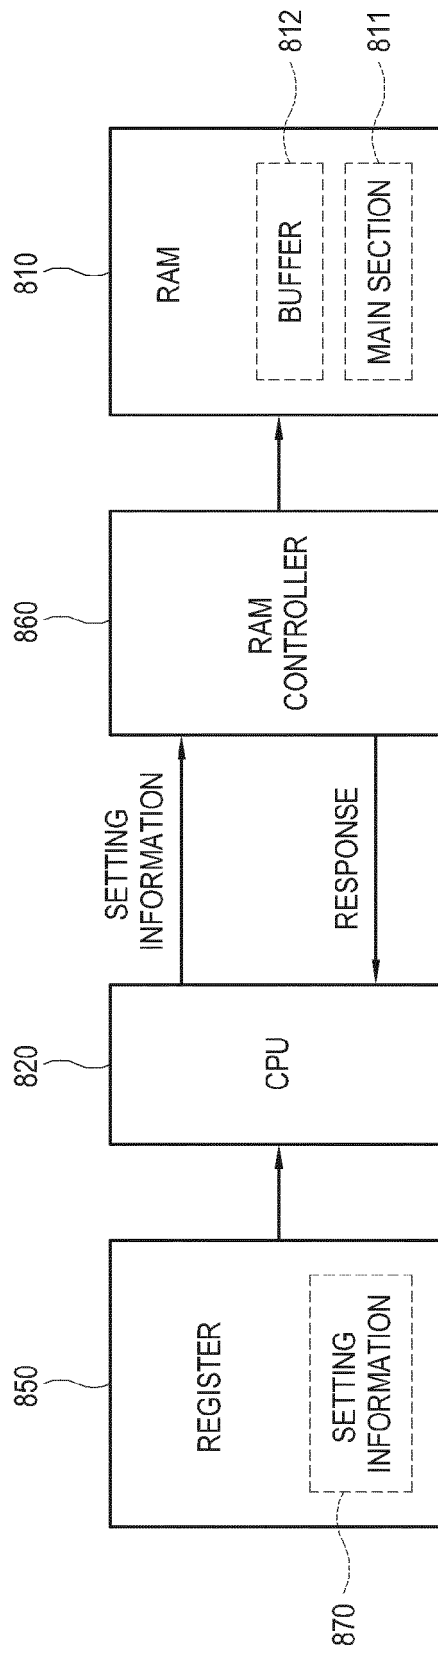 850
REGISTER
SETTING
INFORMATION
870
820
CPU
SETTING
INFORMATION
RESPONSE
860
RAM
CONTROLLER
810
RAM
BUFFER
812
MAIN SECTION
811